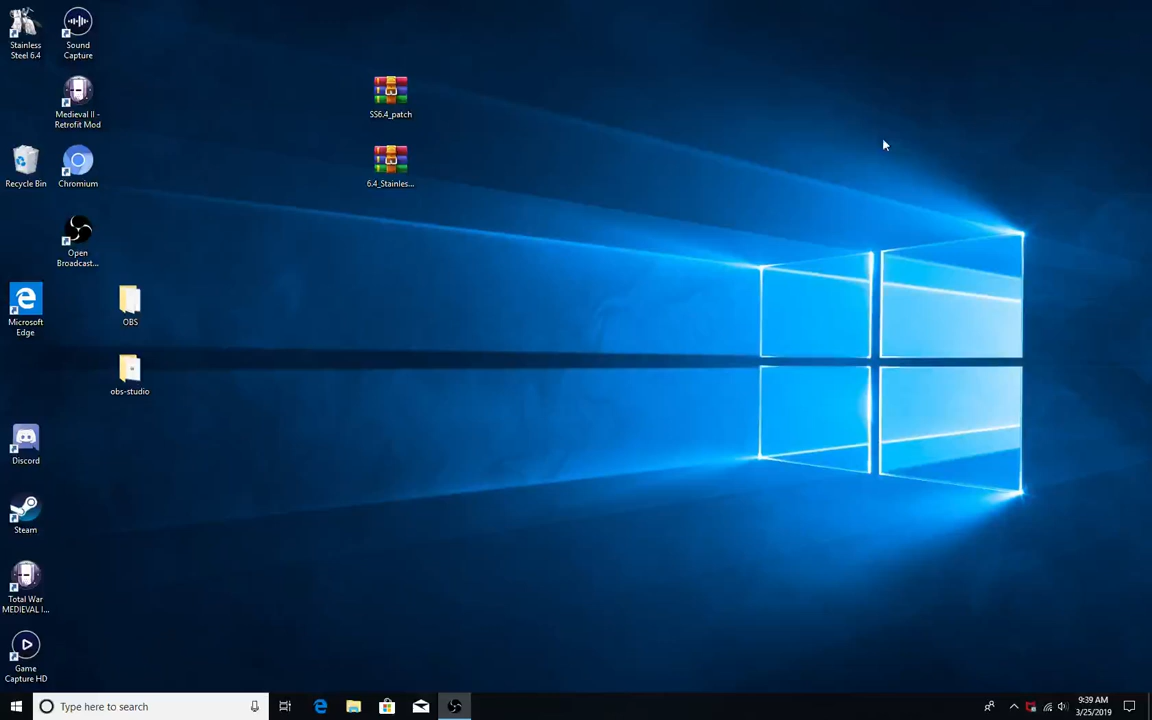 Stainless
Steel 6.4
Sound
Capture
Medieval II -
Retrofit Mod
Recycle Bin
Chromium
Open
Broadcast...
Microsoft
Edge
OBS
obs-studio
Discord
Steam
Total War
MEDIEVAL I...
Game
Capture HD
SS6.4_patch
6.4_Stainles...
Type here to search
9:39 AM
3/25/2019